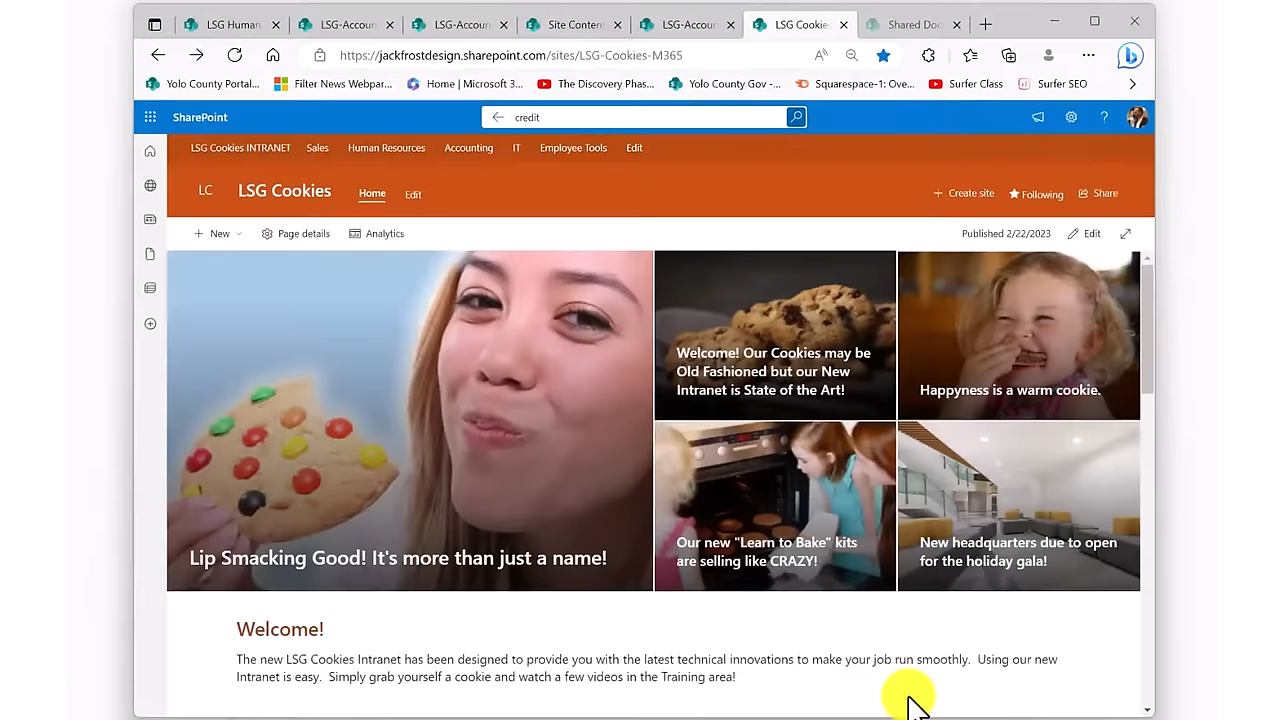 LSG Human
LSG-Accour
LSG-Accour
Site Conten
LSG-Accour
LSG Cookie
Shared Doc
https://jackfrostdesign.sharepoint.com/sites/LSG-Cookies-M365
Yolo County Portal...
Filter News Webpar...
Home | Microsoft 3...
The Discovery Phas...
Yolo County Gov -...
Squarespace-1: Ove...
Surfer Class
Surfer SEO
SharePoint
credit
LSG Cookies INTRANET Sales Human Resources Accounting IT Employee Tools Edit
LC LSG Cookies Home Edit
+ Create site Following Share
+ New Page details Analytics
Published 2/22/2023 Edit
Lip Smacking Good! It's more than just a name!
Welcome! Our Cookies may be
Old Fashioned but our New
Intranet is State of the Art!
Happyness is a warm cookie.
Our new "Learn to Bake" kits
are selling like CRAZY!
New headquarters due to open
for the holiday gala!
Welcome!
The new LSG Cookies Intranet has been designed to provide you with the latest technical innovations to make your job run smoothly. Using our new
Intranet is easy. Simply grab yourself a cookie and watch a few videos in the Training area!